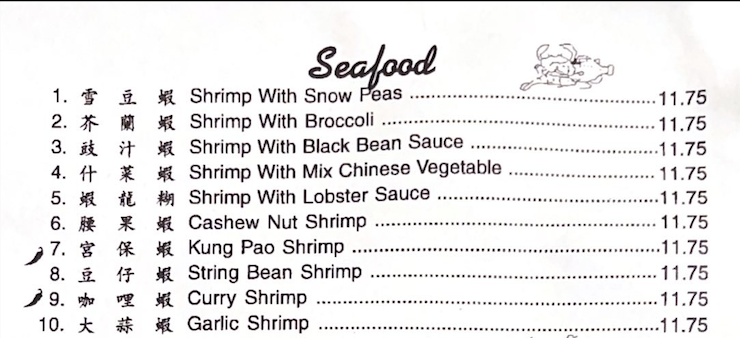 Seafood
1. 雪 豆 蝦 Shrimp With Snow Peas 11.75
2. 芥 蘭 蝦 Shrimp With Broccoli 11.75
3. 豉 汁 蝦 Shrimp With Black Bean Sauce 11.75
4. 什 菜 蝦 Shrimp With Mix Chinese Vegetable 11.75
5. 蝦 龍 糊 Shrimp With Lobster Sauce 11.75
6. 腰 果 蝦 Cashew Nut Shrimp 11.75
7. 宮 保 蝦 Kung Pao Shrimp 11.75
8. 豆 仔 蝦 String Bean Shrimp 11.75
9. 咖 哩 蝦 Curry Shrimp 11.75
10. 大 蒜 蝦 Garlic Shrimp 11.75